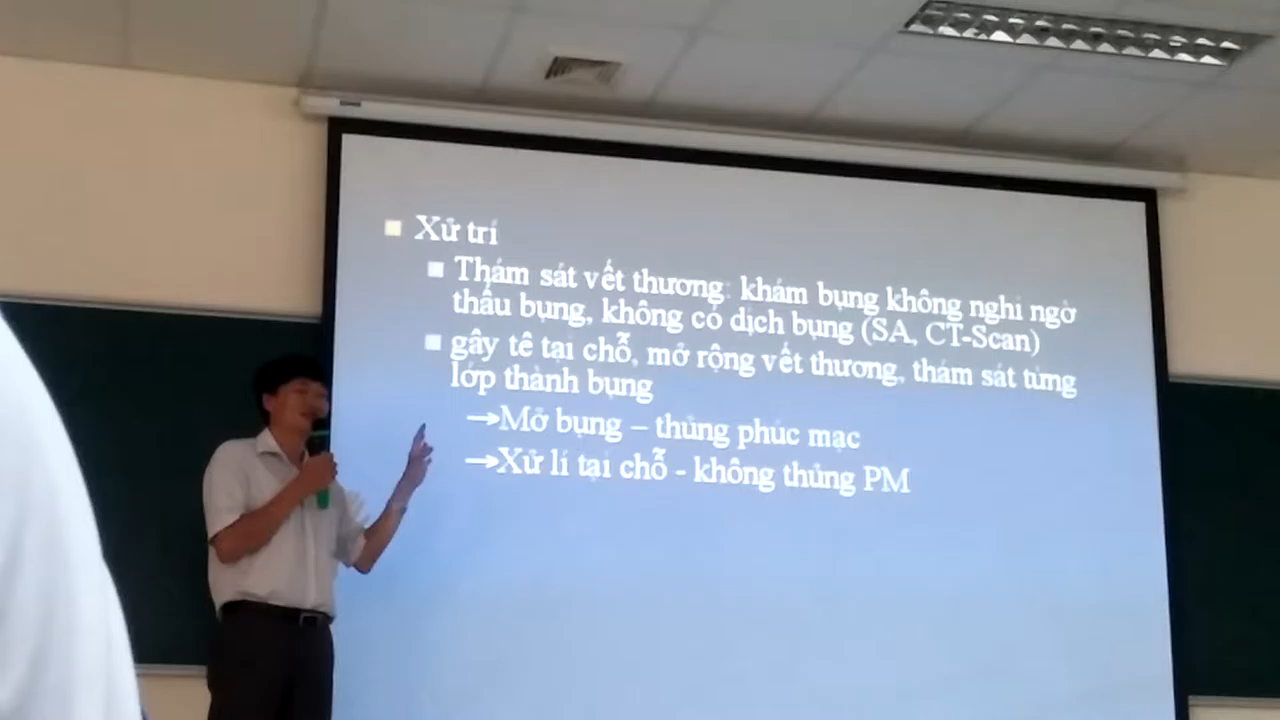 Xử trí
Thám sát vết thương: khám bụng không nghi ngờ
thấu bụng, không có dịch bụng (SA, CT-Scan)
gây tê tại chỗ, mở rộng vết thương, thám sát từng
lớp thành bụng
→Mở bụng – thủng phúc mạc
→Xử lí tại chỗ - không thủng PM